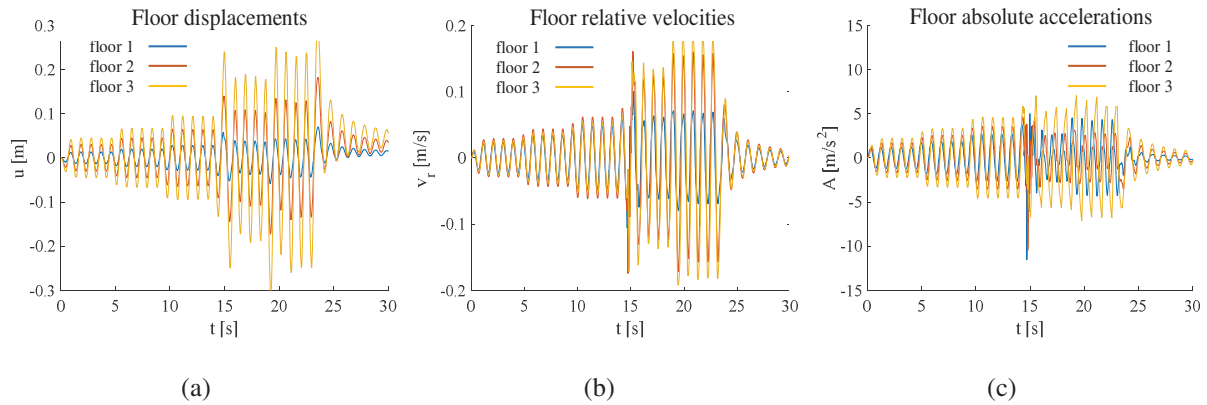 Floor displacements
0.3
0.2
0.1
0
-0.1
-0.2
-0.3
u [m]
floor 1
floor 2
floor 3
0 5 10 15 20 25 30
t [s]
(a)
Floor relative velocities
0.1
0
-0.1
0.2
v_r [m/s]
floor 1
floor 2
floor 3
0 5 10 15 20 25 30
t [s]
(b)
Floor absolute accelerations
15
10
5
0
-5
-10
-15
A [m/s²]
floor 1
floor 2
floor 3
0 5 10 15 20 25 30
t [s]
(c)